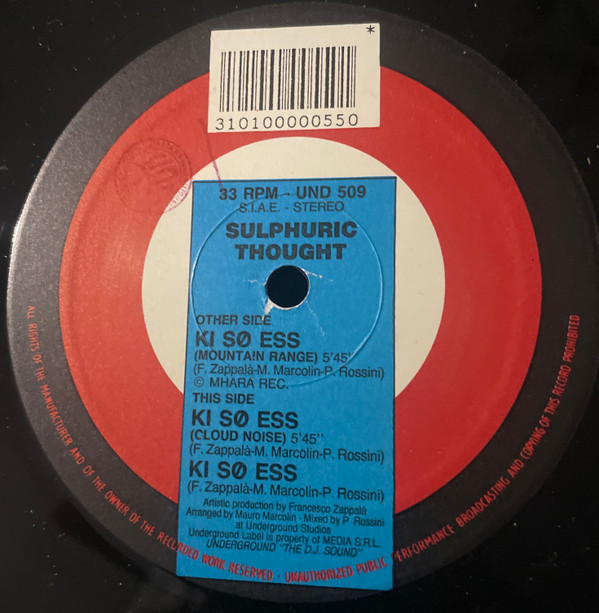 *
310100000550
33 RPM - UND 509
S.I.A.E. - STEREO
SULPHURIC
THOUGHT
OTHER SIDE
KI SØ ESS
(MOUNTA!N RANGE) 5'45"
(F. Zappalà-M. Marcolin-P. Rossini)
© MHARA REC.
THIS SIDE
KI SØ ESS
(CLOUD NOISE) 5'45"
(F. Zappalà-M. Marcolin-P. Rossini)
KI SØ ESS
(F. Zappalà-M. Marcolin-P. Rossini)
Artistic production by Francesco Zappalà
Arranged by Mauro Marcolin - Mixed by P. Rossini
at Underground Studios
Underground Label is property of MEDIA S.R.L.
UNDERGROUND "THE D.J. SOUND"
ALL RIGHTS OF THE MANUFACTURER AND OF THE OWNER OF THE RECORDED WORK RESERVED - UNAUTHORIZED PUBLIC PERFORMANCE BROADCASTING AND COPYING OF THIS RECORD PROHIBITED